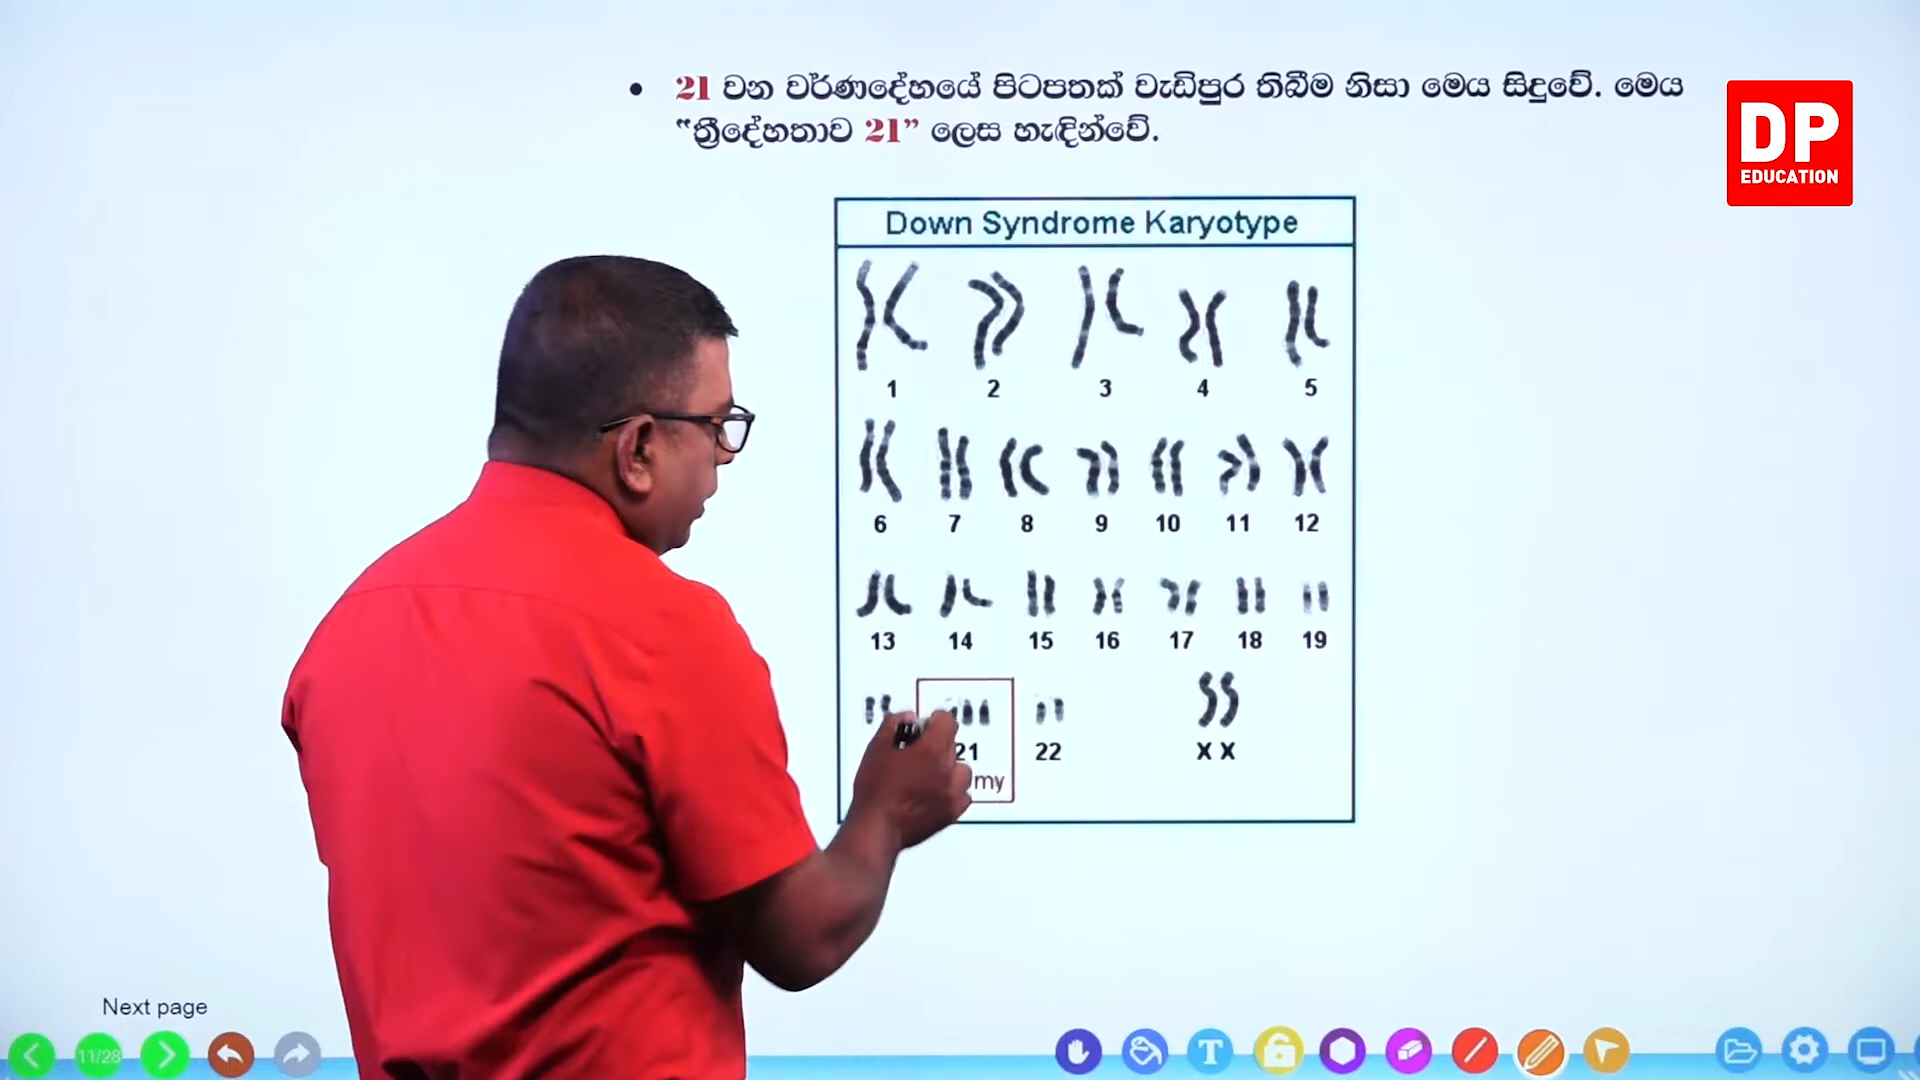 • 21 වන වර්ණදේහයේ පිටපතක් වැඩිපුර තිබීම නිසා මෙය සිදුවේ. මෙය
“ත්‍රිදේහතාව 21” ලෙස හැඳින්වේ.
DP
EDUCATION
Down Syndrome Karyotype
1 2 3 4 5
6 7 8 9 10 11 12
13 14 15 16 17 18 19
21 22 X X
Next page
11/28
T